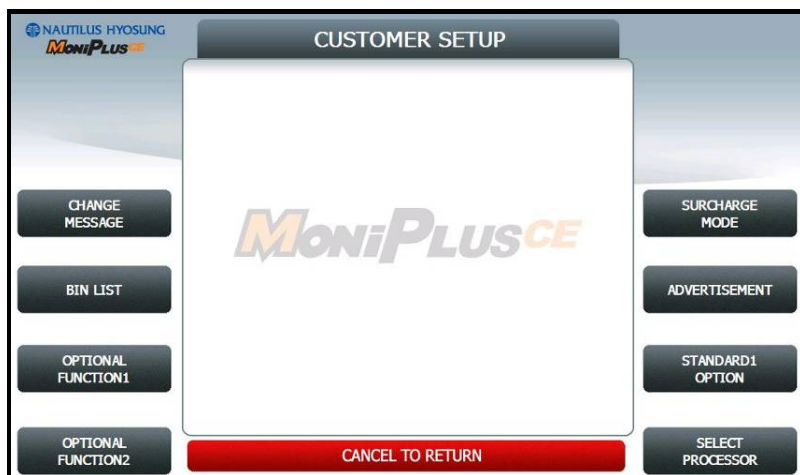 NAUTILUS HYOSUNG
MoniPlusCE
CUSTOMER SETUP
CHANGE
MESSAGE
BIN LIST
OPTIONAL
FUNCTION1
OPTIONAL
FUNCTION2
MoniPlusCE
SURCHARGE
MODE
ADVERTISEMENT
STANDARD1
OPTION
SELECT
PROCESSOR
CANCEL TO RETURN